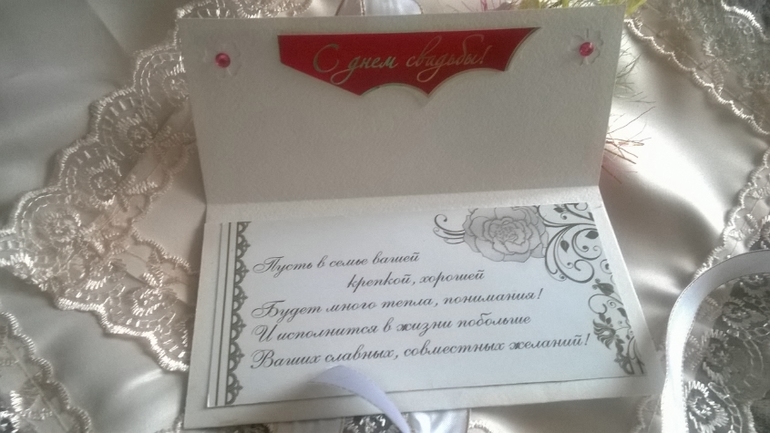 С днем свадьбы!
Пусть в семье вашей
крепкой, хорошей
Будет много тепла, понимания!
И исполнится в жизни побольше
Ваших славных, совместных желаний!